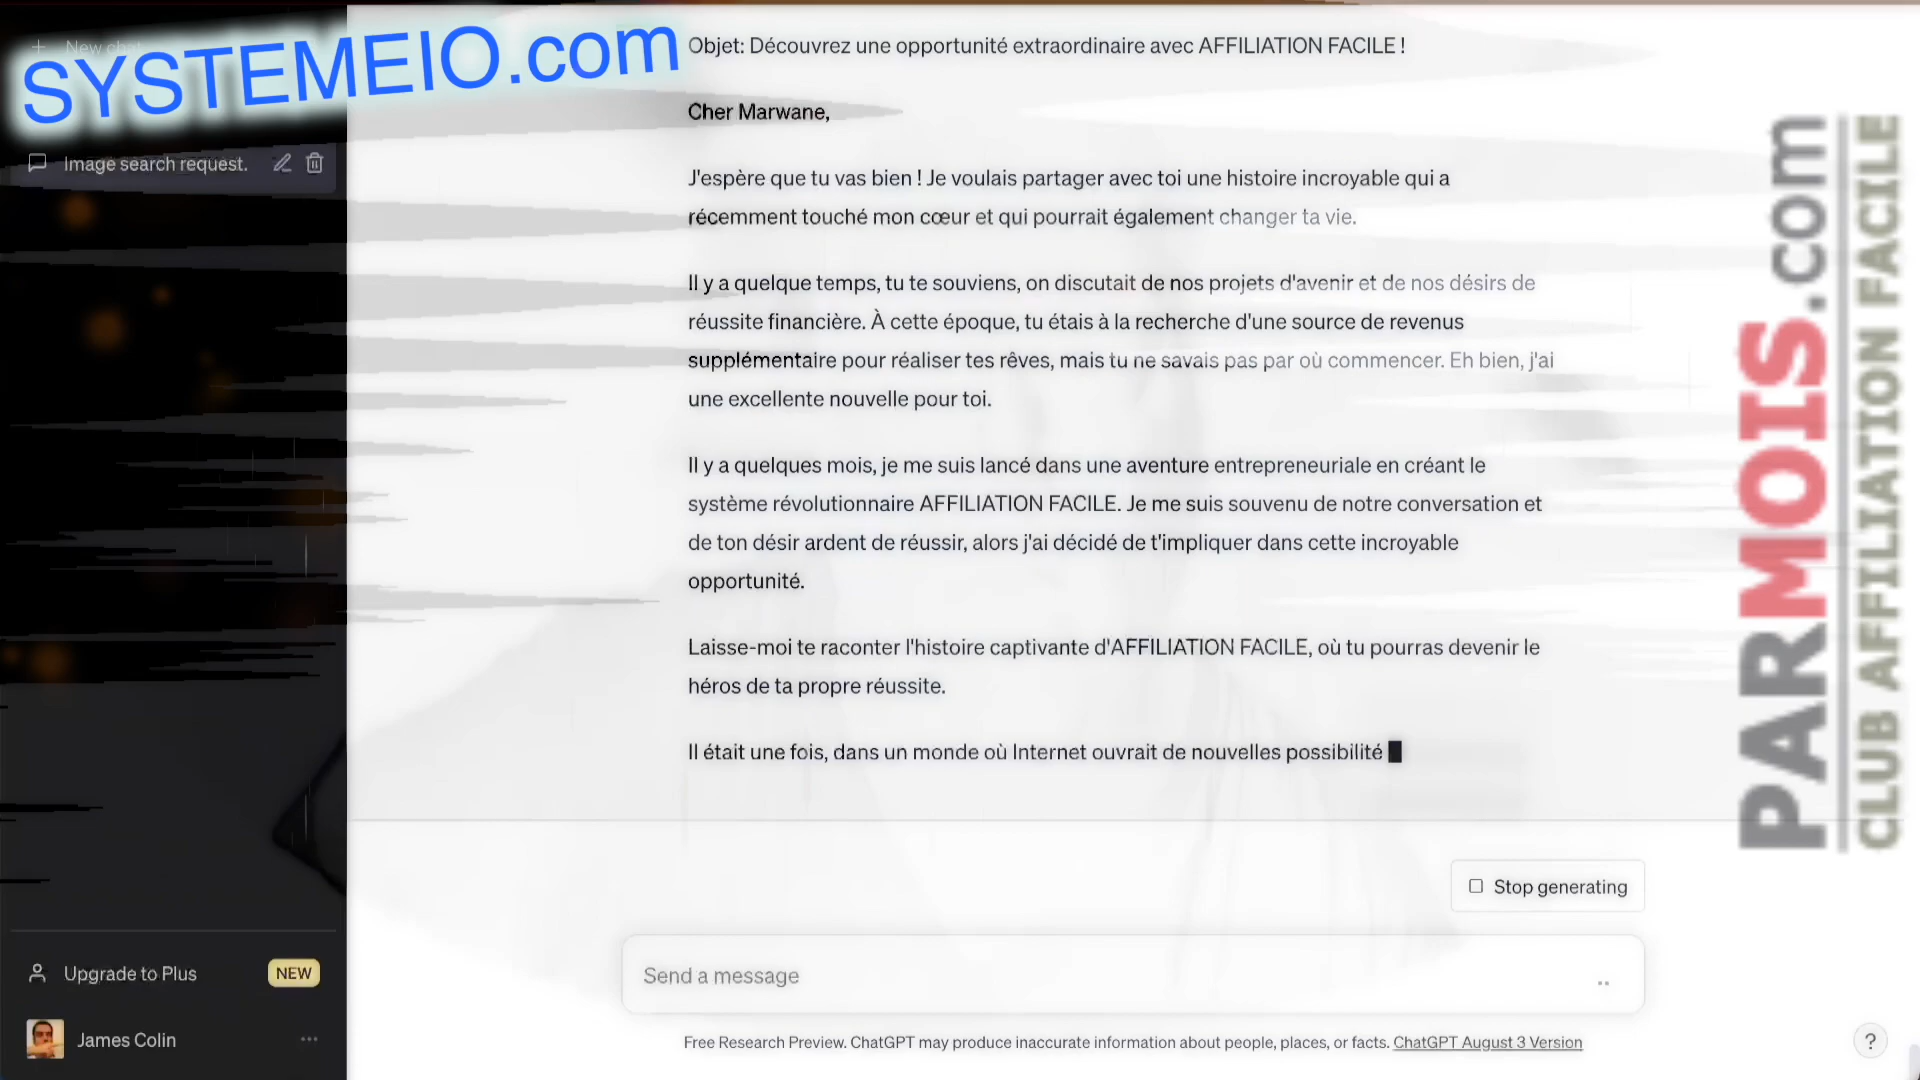 New chat
SYSTEMEIO.com
Image search request.
Objet: Découvrez une opportunité extraordinaire avec AFFILIATION FACILE !
Cher Marwane,
J'espère que tu vas bien ! Je voulais partager avec toi une histoire incroyable qui a
récemment touché mon cœur et qui pourrait également changer ta vie.
Il y a quelque temps, tu te souviens, on discutait de nos projets d'avenir et de nos désirs de
réussite financière. À cette époque, tu étais à la recherche d'une source de revenus
supplémentaire pour réaliser tes rêves, mais tu ne savais pas par où commencer. Eh bien, j'ai
une excellente nouvelle pour toi.
Il y a quelques mois, je me suis lancé dans une aventure entrepreneuriale en créant le
système révolutionnaire AFFILIATION FACILE. Je me suis souvenu de notre conversation et
de ton désir ardent de réussir, alors j'ai décidé de t'impliquer dans cette incroyable
opportunité.
Laisse-moi te raconter l'histoire captivante d'AFFILIATION FACILE, où tu pourras devenir le
héros de ta propre réussite.
Il était une fois, dans un monde où Internet ouvrait de nouvelles possibilité
Stop generating
Send a message
Free Research Preview. ChatGPT may produce inaccurate information about people, places, or facts. ChatGPT August 3 Version
?
Upgrade to Plus
NEW
James Colin
PARMOIS.com
CLUB AFFILIATION FACILE